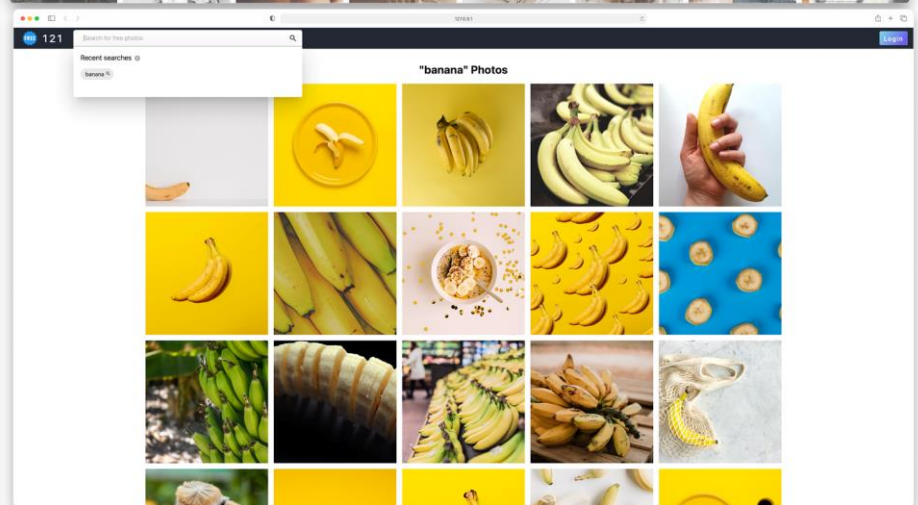 121
Search for free photos
Login
Recent searches
banana
"banana" Photos